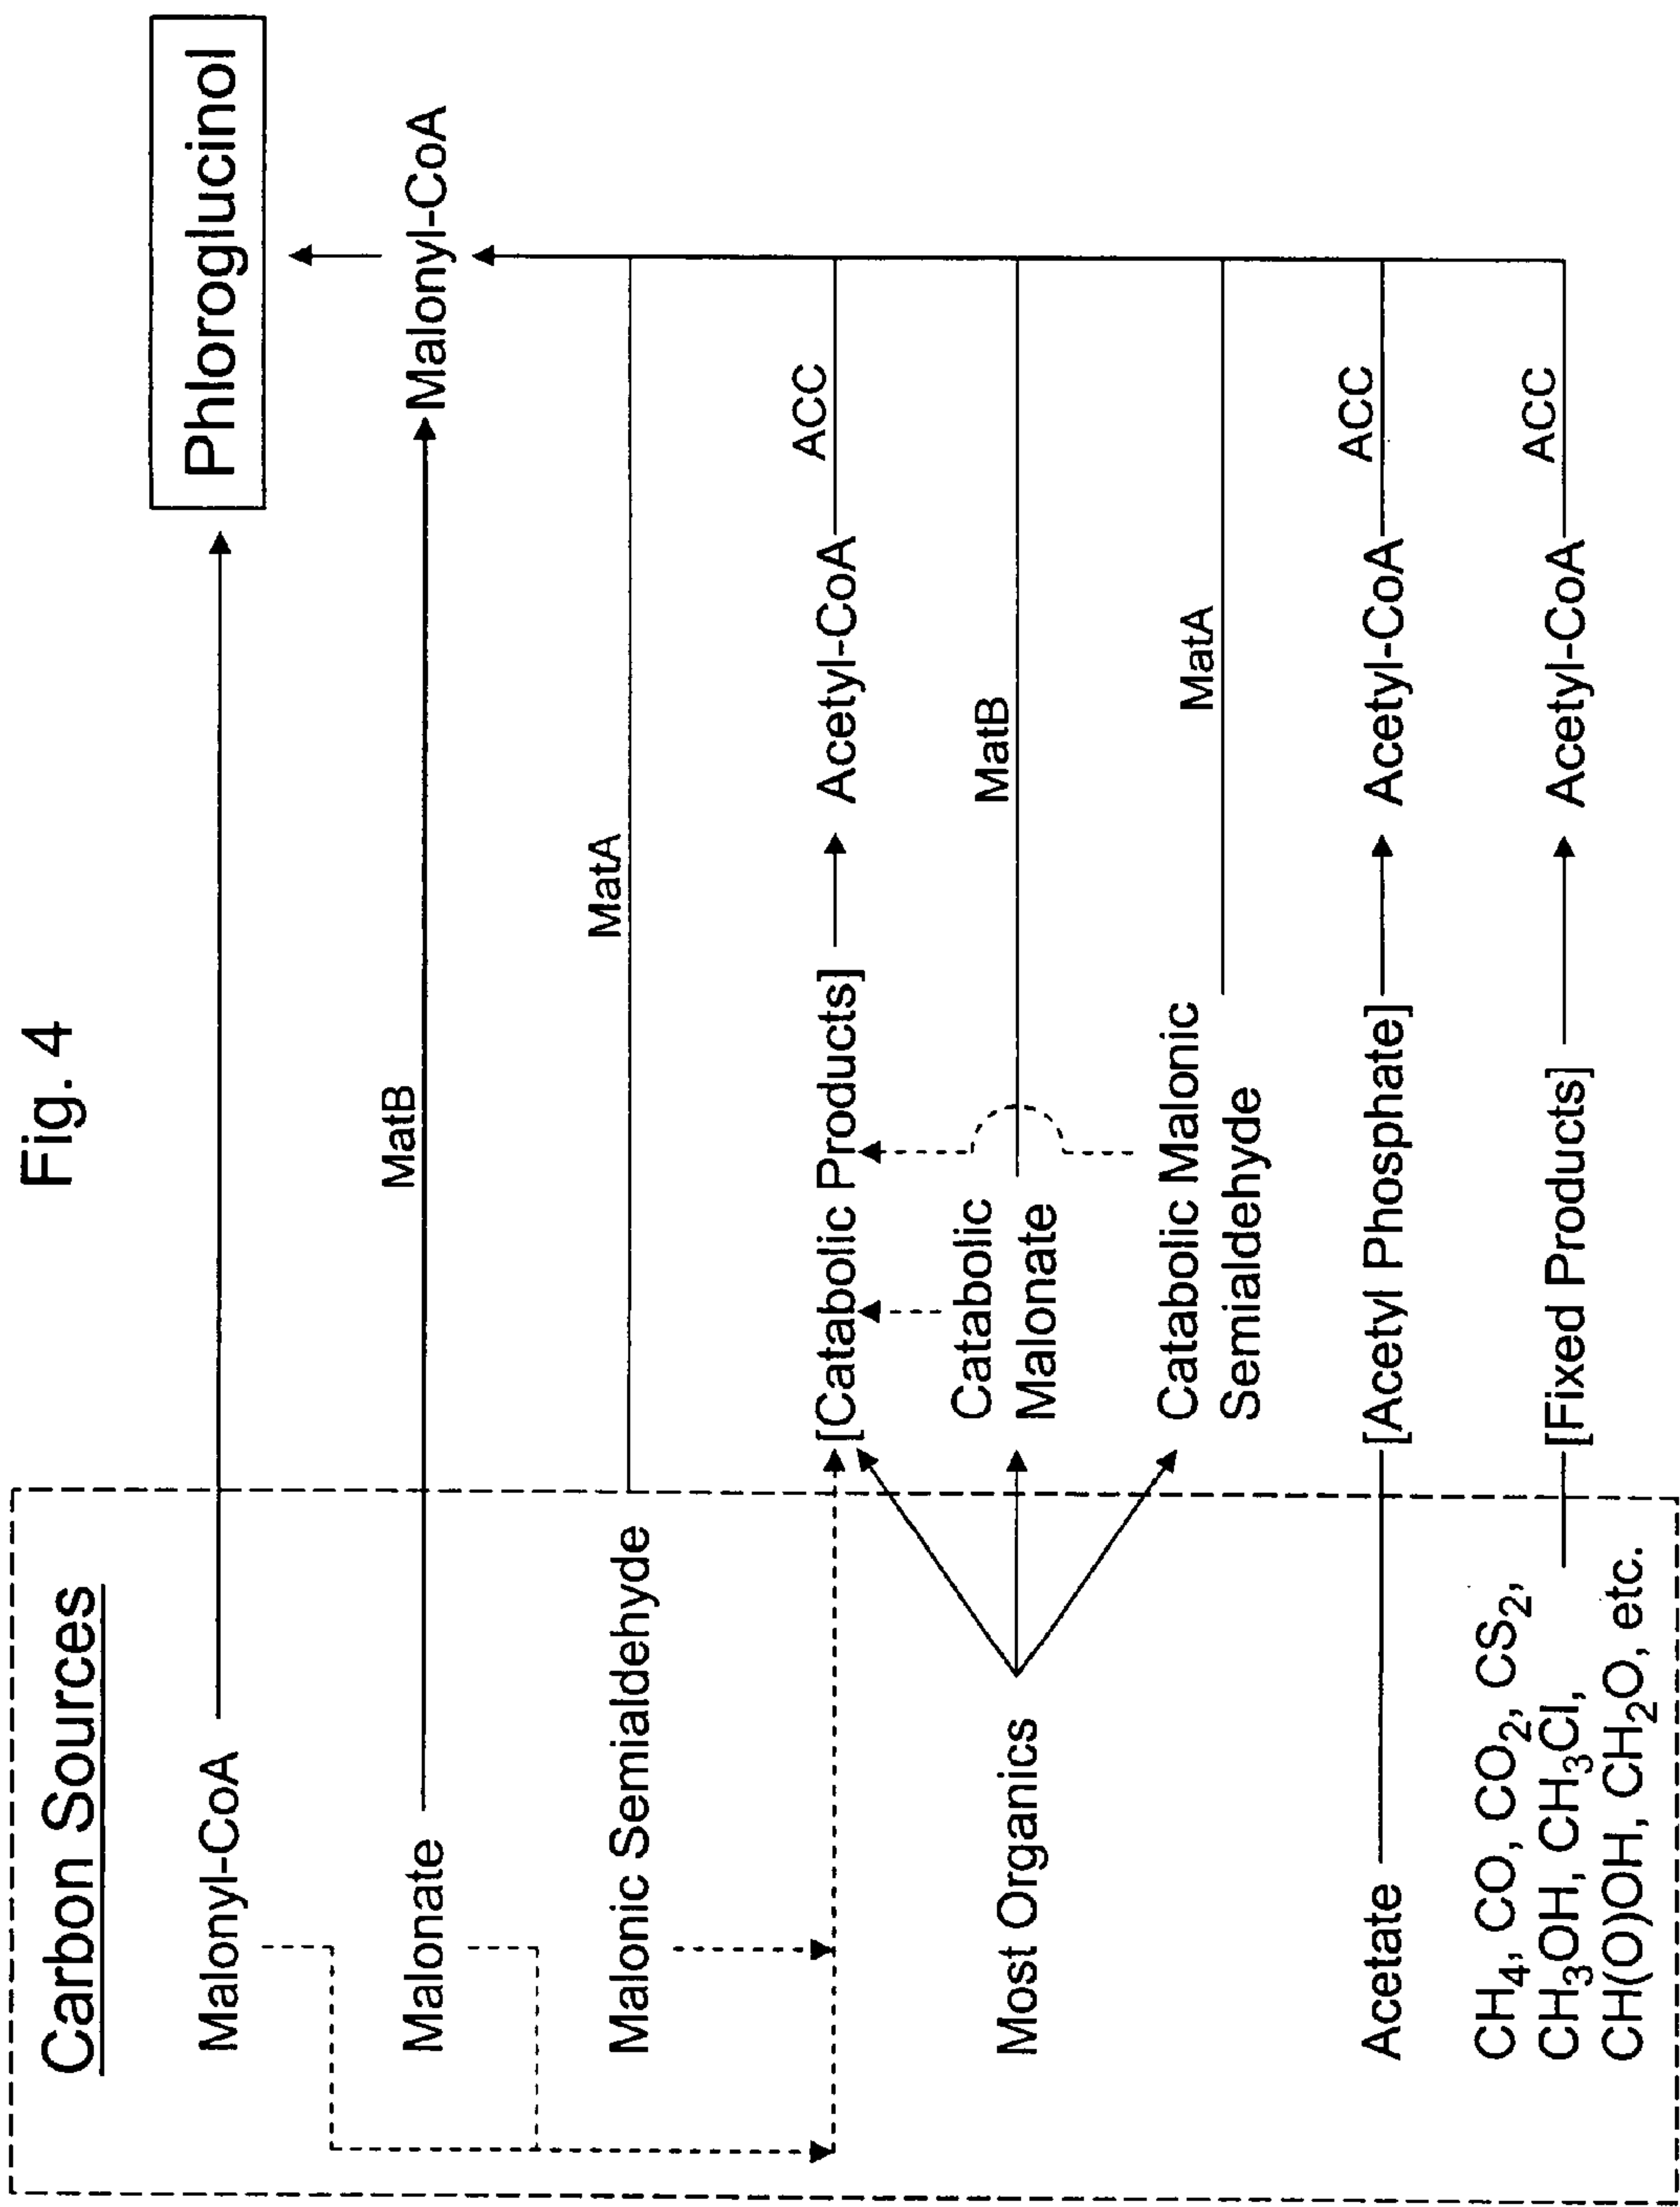 Fig. 4
Carbon Sources
Malonyl-CoA
Phloroglucinol
Malonate
MatB
Malonyl-CoA
Malonic Semialdehyde
MatA
[Catabolic Products]
Acetyl-CoA
ACC
Most Organics
Catabolic
Malonate
MatB
Catabolic Malonic
Semialdehyde
MatA
Acetate
[Acetyl Phosphate]
Acetyl-CoA
ACC
CH4, CO, CO2, CS2,
CH3OH, CH3Cl,
CH(O)OH, CH2O, etc.
[Fixed Products]
Acetyl-CoA
ACC